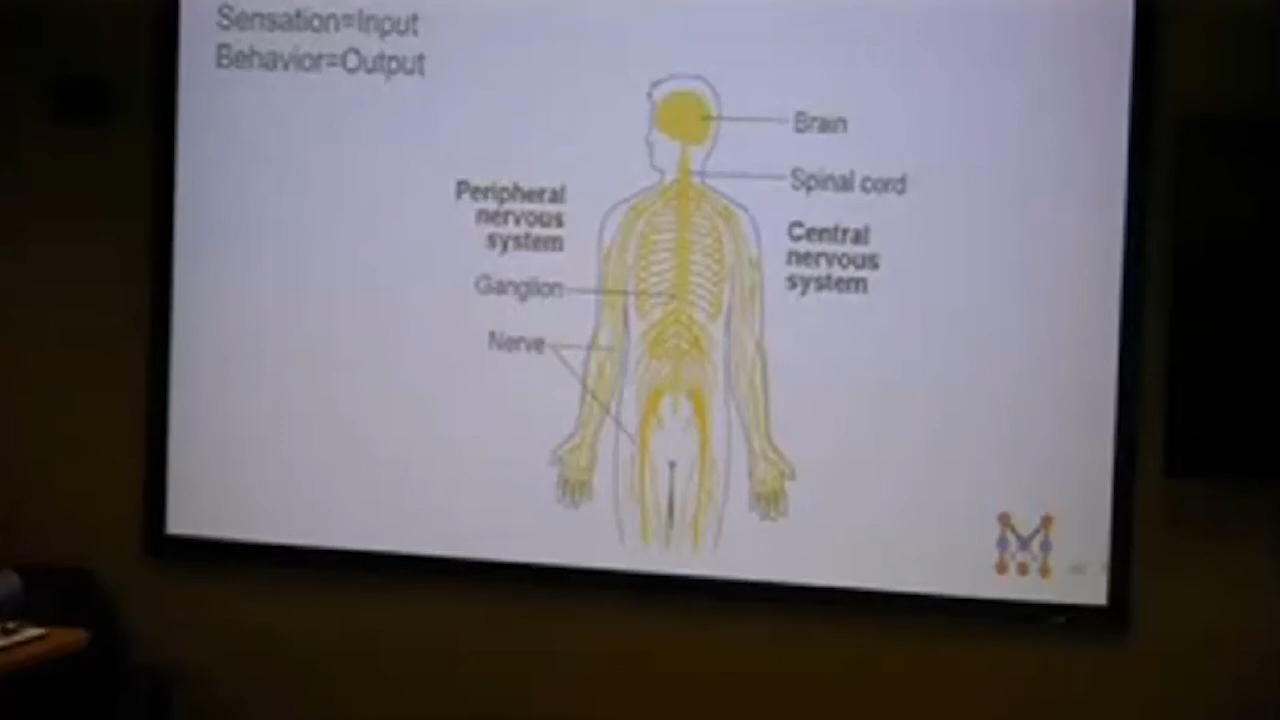 Sensation=Input
Behavior=Output
Brain
Spinal cord
Peripheral
nervous
system
Central
nervous
system
Ganglion
Nerve